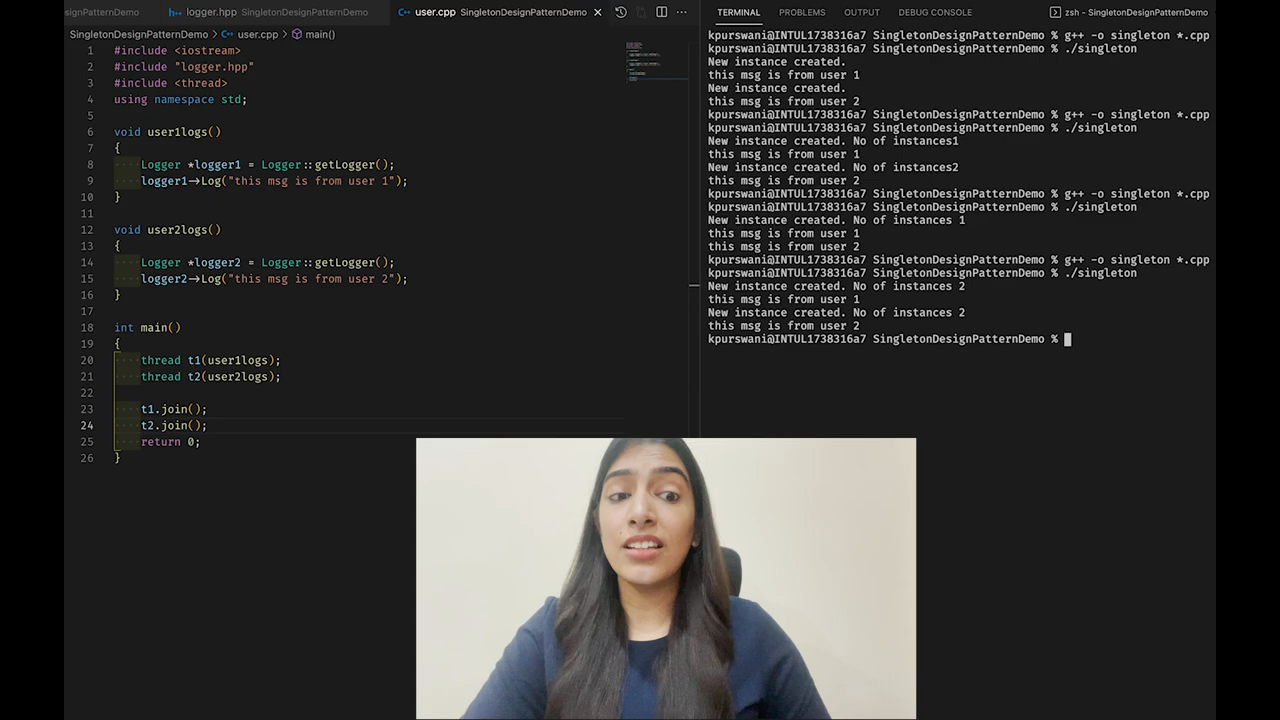 signPatternDemo
logger.hpp SingletonDesignPatternDemo
user.cpp SingletonDesignPatternDemo
SingletonDesignPatternDemo > user.cpp > main()
1 #include <iostream>
2 #include "logger.hpp"
3 #include <thread>
4 using namespace std;
5
6 void user1logs()
7 {
8 Logger *logger1 = Logger::getLogger();
9 logger1->Log("this msg is from user 1");
10 }
11
12 void user2logs()
13 {
14 Logger *logger2 = Logger::getLogger();
15 logger2->Log("this msg is from user 2");
16 }
17
18 int main()
19 {
20 thread t1(user1logs);
21 thread t2(user2logs);
22
23 t1.join();
24 t2.join();
25 return 0;
26 }
TERMINAL PROBLEMS OUTPUT DEBUG CONSOLE
zsh - SingletonDesignPatternDemo
kpurswani@INTUL1738316a7 SingletonDesignPatternDemo % g++ -o singleton *.cpp
kpurswani@INTUL1738316a7 SingletonDesignPatternDemo % ./singleton
New instance created.
this msg is from user 1
New instance created.
this msg is from user 2
kpurswani@INTUL1738316a7 SingletonDesignPatternDemo % g++ -o singleton *.cpp
kpurswani@INTUL1738316a7 SingletonDesignPatternDemo % ./singleton
New instance created. No of instances1
this msg is from user 1
New instance created. No of instances2
this msg is from user 2
kpurswani@INTUL1738316a7 SingletonDesignPatternDemo % g++ -o singleton *.cpp
kpurswani@INTUL1738316a7 SingletonDesignPatternDemo % ./singleton
New instance created. No of instances 1
this msg is from user 1
this msg is from user 2
kpurswani@INTUL1738316a7 SingletonDesignPatternDemo % g++ -o singleton *.cpp
kpurswani@INTUL1738316a7 SingletonDesignPatternDemo % ./singleton
New instance created. No of instances 2
this msg is from user 1
New instance created. No of instances 2
this msg is from user 2
kpurswani@INTUL1738316a7 SingletonDesignPatternDemo %